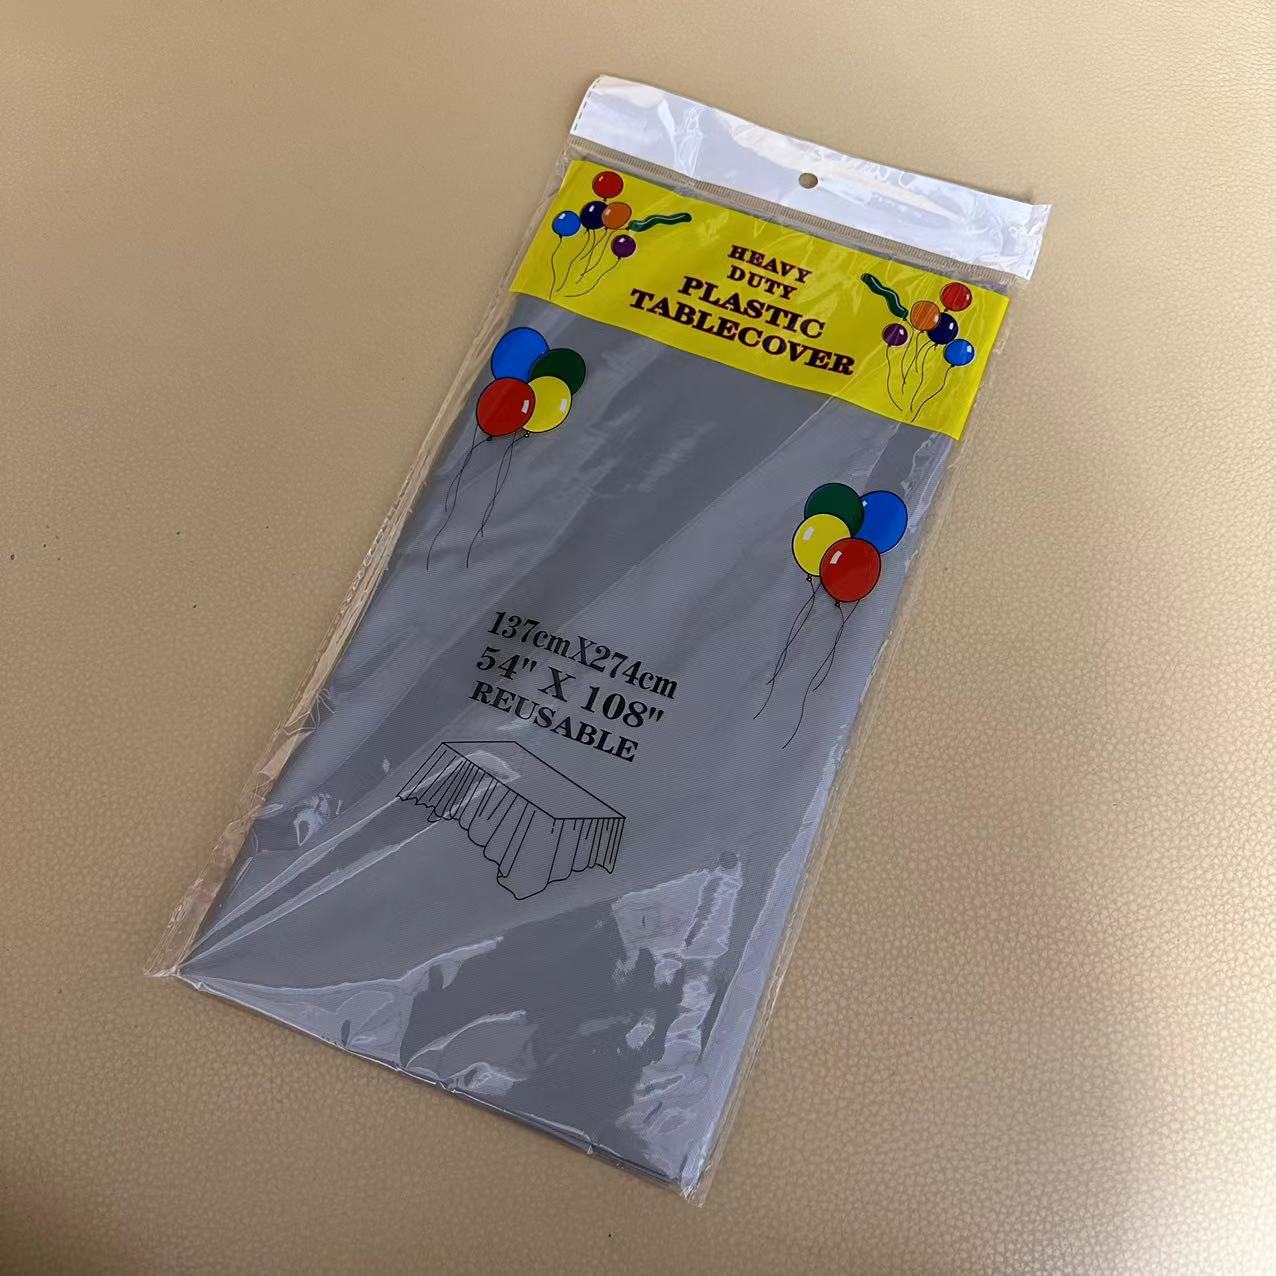 HEAVY
DUTY
PLASTIC
TABLECOVER
137cmX274cm
54" X 108"
REUSABLE